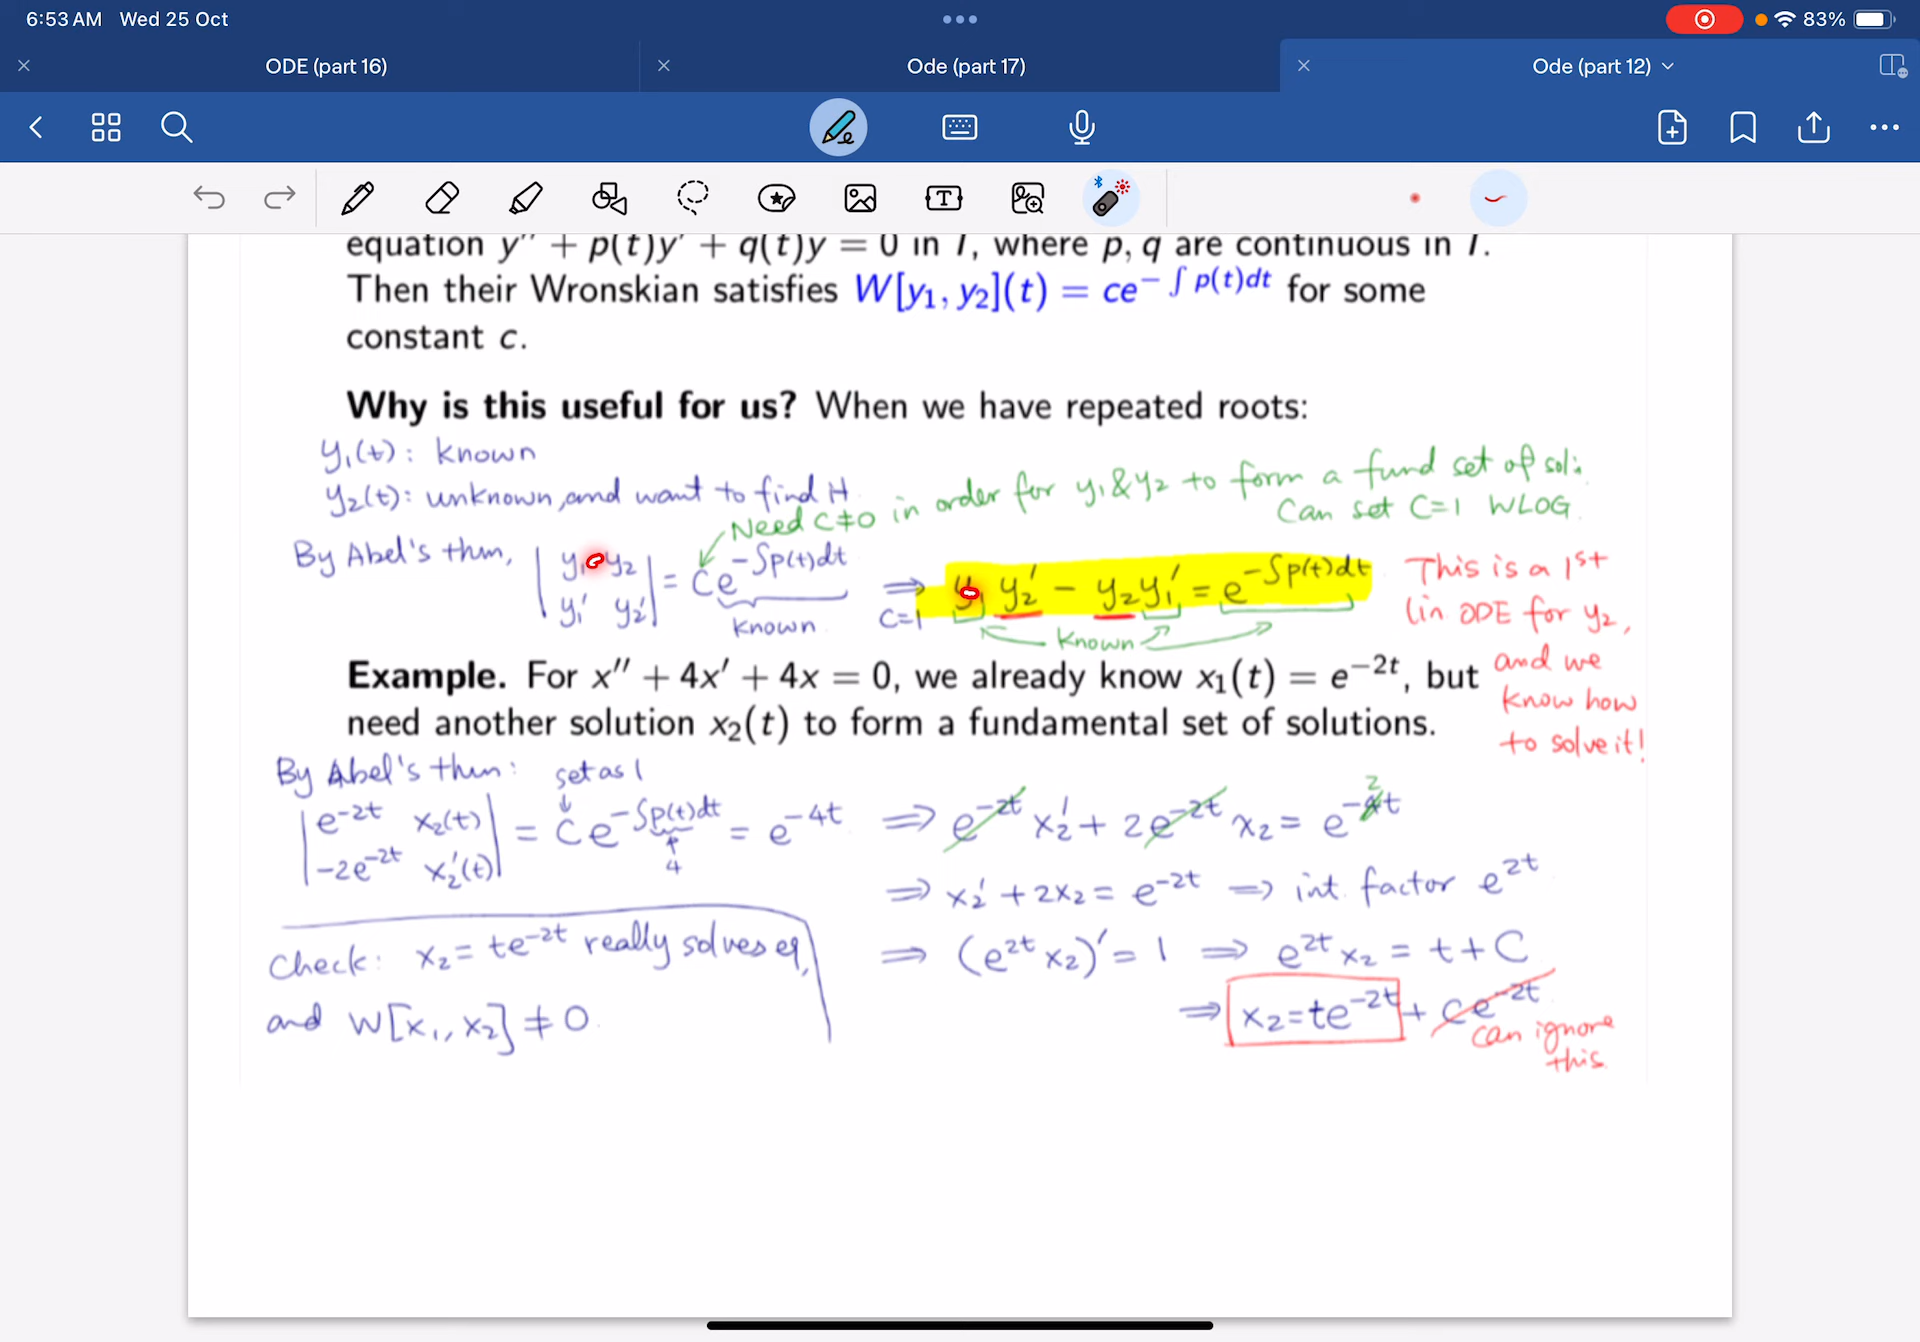 6:53 AM Wed 25 Oct
83%
ODE (part 16)
Ode (part 17)
Ode (part 12)
equation y'' + p(t)y' + q(t)y = 0 in I, where p, q are continuous in I.
Then their Wronskian satisfies W[y₁, y₂](t) = ce^{− ∫ p(t)dt} for some
constant c.
Why is this useful for us? When we have repeated roots:
y₁(t): known
y₂(t): unknown, and want to find it
Need C≠0 in order for y₁ & y₂ to form a fund set of sol:
Can set C=1 WLOG.
By Abel's thm, | y₁ y₂ | = Ce^{-∫p(t)dt} ⟹ y₁ y₂' − y₂y₁' = e^{-∫p(t)dt}
| y₁' y₂' | known C=1 known
This is a 1st
lin ODE for y₂,
and we
know how
to solve it!
Example. For x'' + 4x' + 4x = 0, we already know x₁(t) = e^{−2t}, but
need another solution x₂(t) to form a fundamental set of solutions.
By Abel's thm: set as 1
| e^{-2t} x₂(t) | = Ce^{-∫p(t)dt} = e^{-4t} ⟹ e^{-2t} x₂' + 2e^{-2t} x₂ = e^{-4t} 2
| -2e^{-2t} x₂'(t) | 4
⟹ x₂' + 2x₂ = e^{-2t} ⟹ int. factor e^{2t}
⟹ (e^{2t} x₂)' = 1 ⟹ e^{2t} x₂ = t + C
⟹ x₂ = te^{-2t} + Ce^{-2t}
can ignore
this
Check: x₂ = te^{-2t} really solves eq,
and W[x₁, x₂] ≠ 0.